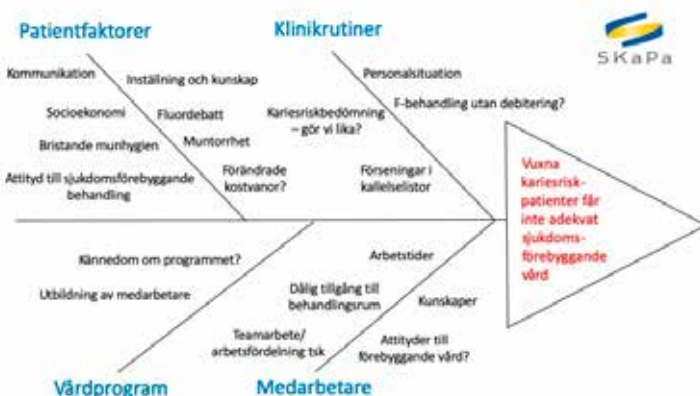 Patientfaktorer
Klinikrutiner
SKaPa
Kommunikation
Inställning och kunskap
Socioekonomi
Fluordebatt
Bristande munhygien
Muntorrhet
Attityd till sjukdomsförebyggande
behandling
Förändrade
kostvanor?
Personalsituation
F-behandling utan debitering?
Kariesriskbedömning
– gör vi lika?
Förseningar i
kallelselistor
Vuxna
kariesrisk-
patienter får
inte adekvat
sjukdoms-
förebyggande
vård
Kännedom om programmet?
Utbildning av medarbetare
Arbetstider
Dålig tillgång till
behandlingsrum
Kunskaper
Teamarbete/
arbetsfördelning tsk
Attityder till
förebyggande vård?
Vårdprogram
Medarbetare